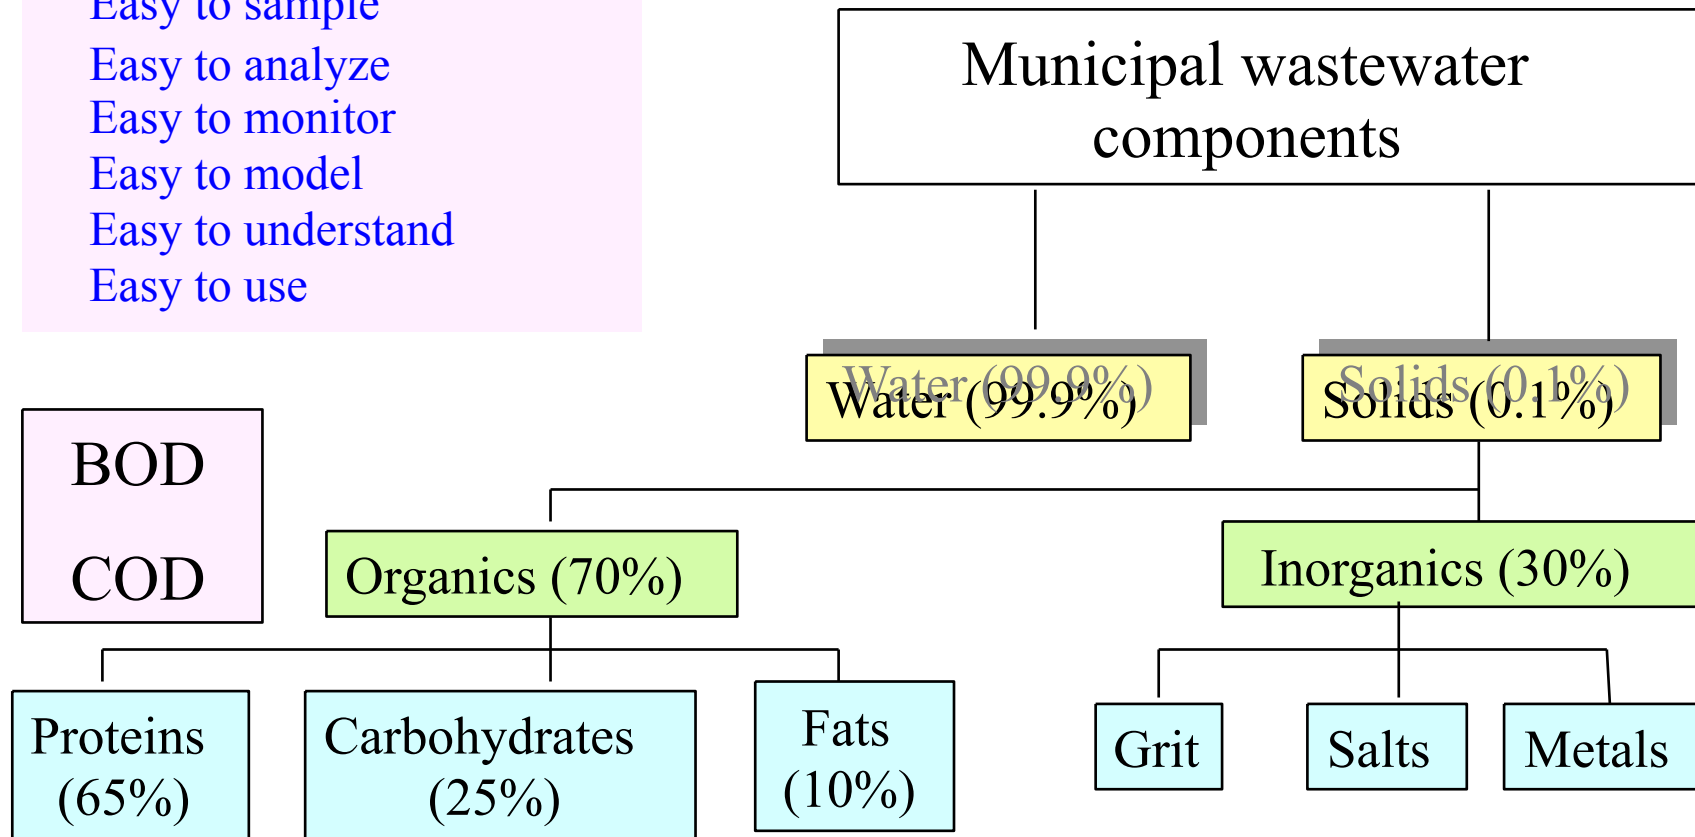 Easy to sample
Easy to analyze
Easy to monitor
Easy to model
Easy to understand
Easy to use
Municipal wastewater
components
Water (99.9%)
Solids (0.1%)
BOD
COD
Organics (70%)
Inorganics (30%)
Proteins
(65%)
Carbohydrates
(25%)
Fats
(10%)
Grit
Salts
Metals